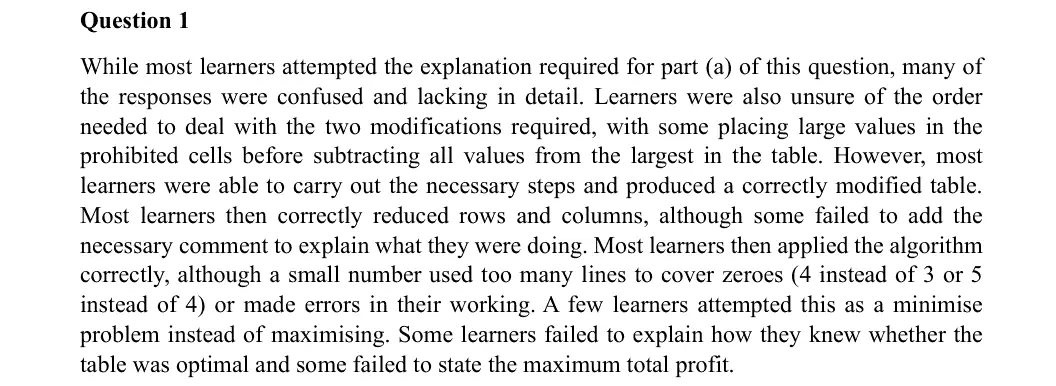 Question 1
While most learners attempted the explanation required for part (a) of this question, many of
the responses were confused and lacking in detail. Learners were also unsure of the order
needed to deal with the two modifications required, with some placing large values in the
prohibited cells before subtracting all values from the largest in the table. However, most
learners were able to carry out the necessary steps and produced a correctly modified table.
Most learners then correctly reduced rows and columns, although some failed to add the
necessary comment to explain what they were doing. Most learners then applied the algorithm
correctly, although a small number used too many lines to cover zeroes (4 instead of 3 or 5
instead of 4) or made errors in their working. A few learners attempted this as a minimise
problem instead of maximising. Some learners failed to explain how they knew whether the
table was optimal and some failed to state the maximum total profit.